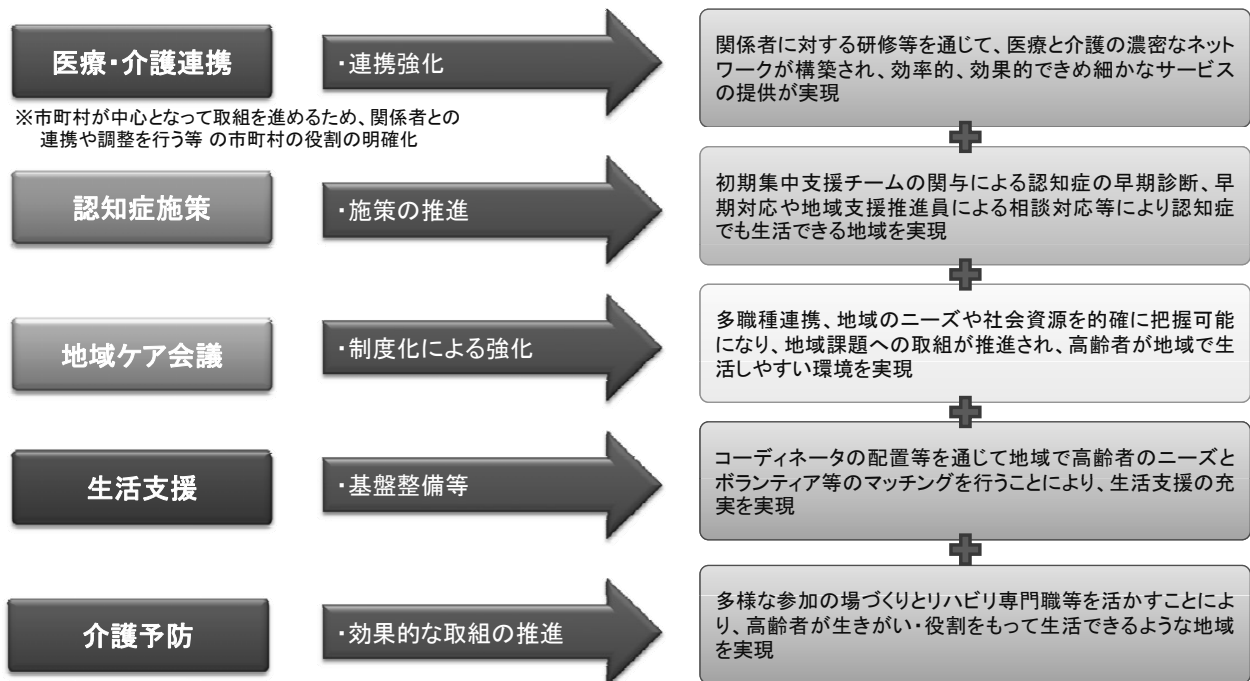 医療・介護連携
・連携強化
関係者に対する研修等を通じて、医療と介護の濃密なネット
ワークが構築され、効率的、効果的できめ細かなサービス
の提供が実現
※市町村が中心となって取組を進めるため、関係者との
連携や調整を行う等 の市町村の役割の明確化
認知症施策
・施策の推進
初期集中支援チームの関与による認知症の早期診断、早
期対応や地域支援推進員による相談対応等により認知症
でも生活できる地域を実現
地域ケア会議
・制度化による強化
多職種連携、地域のニーズや社会資源を的確に把握可能
になり、地域課題への取組が推進され、高齢者が地域で生
活しやすい環境を実現
生活支援
・基盤整備等
コーディネータの配置等を通じて地域で高齢者のニーズと
ボランティア等のマッチングを行うことにより、生活支援の充
実を実現
介護予防
・効果的な取組の推進
多様な参加の場づくりとリハビリ専門職等を活かすことによ
り、高齢者が生きがい・役割をもって生活できるような地域
を実現